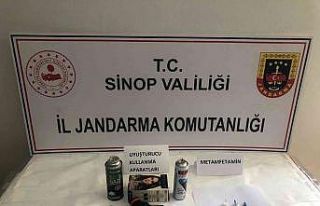 T.C.
SİNOP VALİLİĞİ
İL JANDARMA KOMUTANLIĞI
UYUŞTURUCU
KULLANMA
APARATLARI
METAMFETAMİN